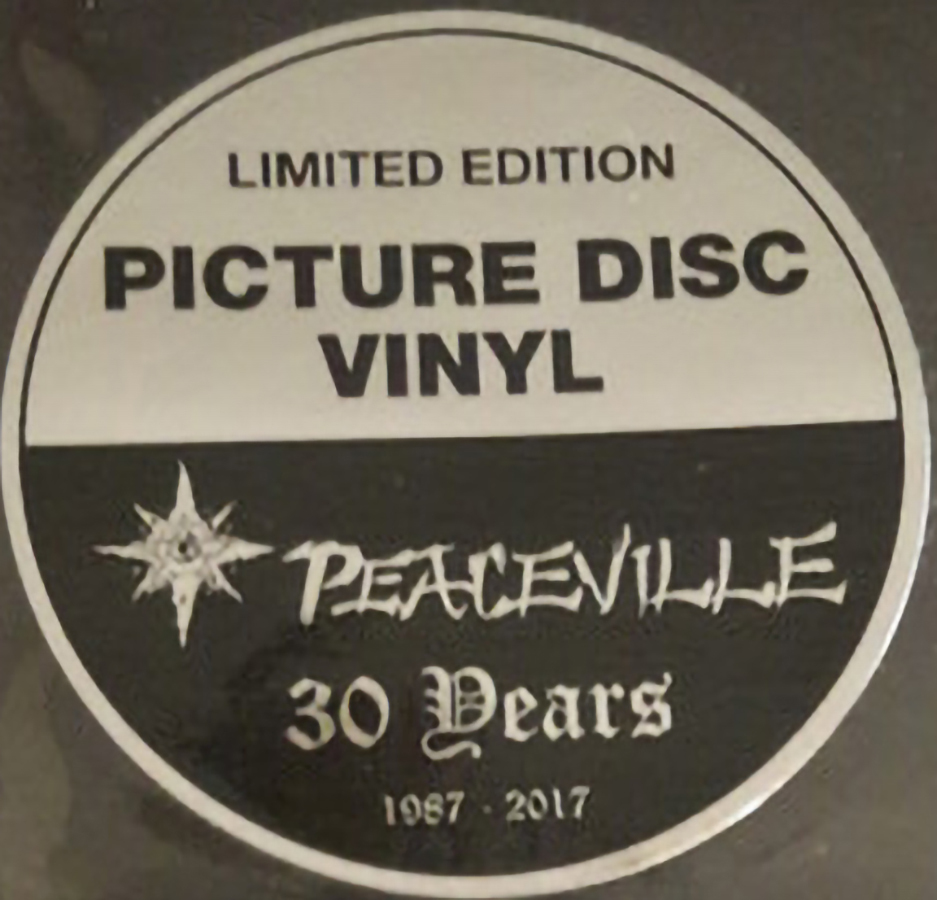 LIMITED EDITION
PICTURE DISC
VINYL
PEACEVILLE
30 Years
1987 - 2017